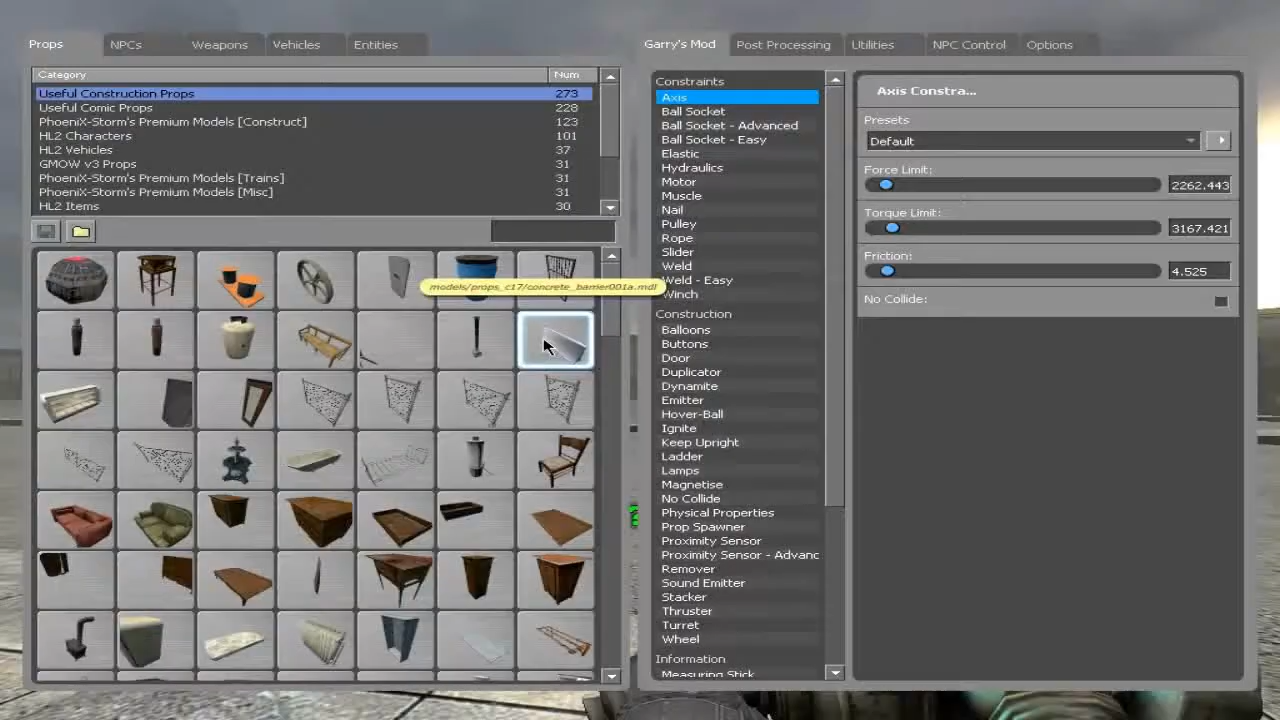 Props
NPCs
Weapons
Vehicles
Entities
Category Num
Useful Construction Props 273
Useful Comic Props 228
PhoeniX-Storm's Premium Models [Construct] 123
HL2 Characters 101
HL2 Vehicles 37
GMOW v3 Props 31
PhoeniX-Storm's Premium Models [Trains] 31
PhoeniX-Storm's Premium Models [Misc] 31
HL2 Items 30
models/props_c17/concrete_barrier001a.mdl
Garry's Mod
Post Processing
Utilities
NPC Control
Options
Constraints
Axis
Ball Socket
Ball Socket - Advanced
Ball Socket - Easy
Elastic
Hydraulics
Motor
Muscle
Nail
Pulley
Rope
Slider
Weld
Weld - Easy
Winch
Construction
Balloons
Buttons
Door
Duplicator
Dynamite
Emitter
Hover-Ball
Ignite
Keep Upright
Ladder
Lamps
Magnetise
No Collide
Physical Properties
Prop Spawner
Proximity Sensor
Proximity Sensor - Advanc
Remover
Sound Emitter
Stacker
Thruster
Turret
Wheel
Information
Measuring Stick
Axis Constra...
Presets
Default
Force Limit:
2262.443
Torque Limit:
3167.421
Friction:
4.525
No Collide: